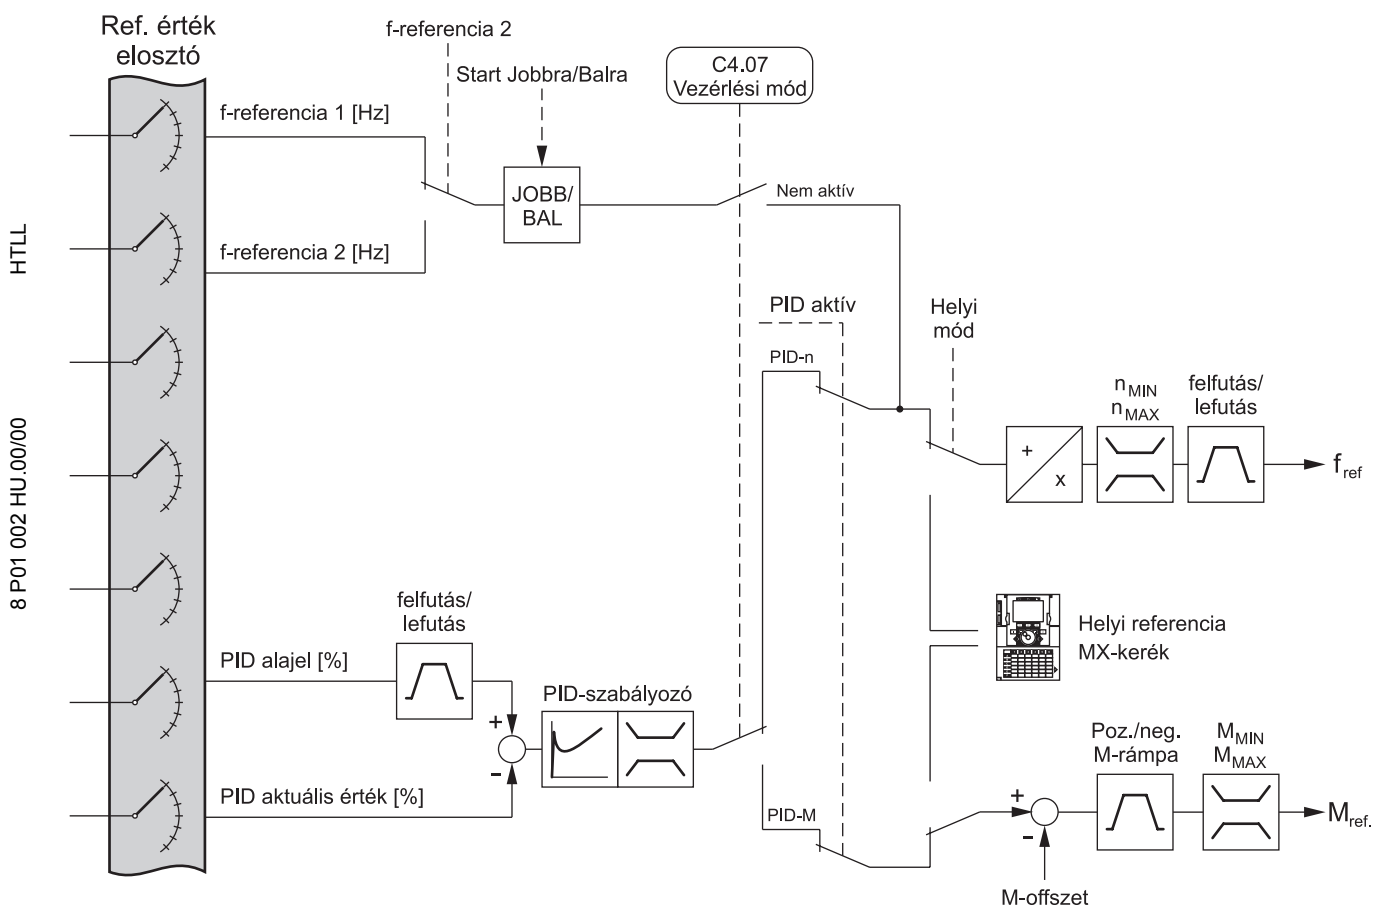 Ref. érték
elosztó
f-referencia 2
Start Jobbra/Balra
C4.07
Vezérlési mód
f-referencia 1 [Hz]
JOBB/
BAL
Nem aktív
f-referencia 2 [Hz]
HTLL
PID aktív
Helyi
mód
PID-n
n MIN
n MAX
felfutás/
lefutás
+
x
f ref
8 P01 002 HU.00/00
felfutás/
lefutás
Helyi referencia
MX-kerék
PID alajel [%]
PID-szabályozó
+
-
Poz./neg.
M-rámpa
M MIN
M MAX
PID aktuális érték [%]
PID-M
+
-
M ref.
M-offszet